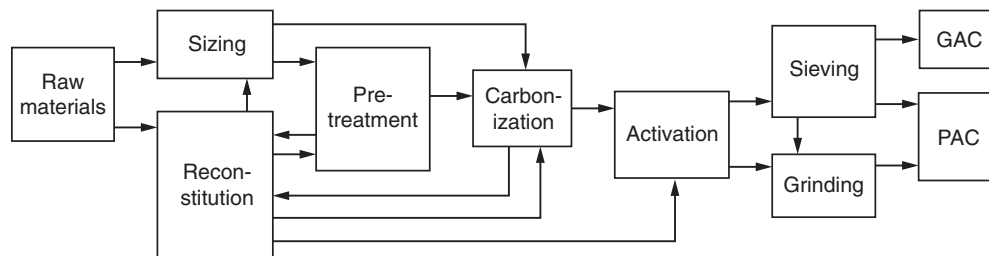 Raw
materials
Sizing
Recon-
stitution
Pre-
treatment
Carbon-
ization
Activation
Sieving
Grinding
GAC
PAC